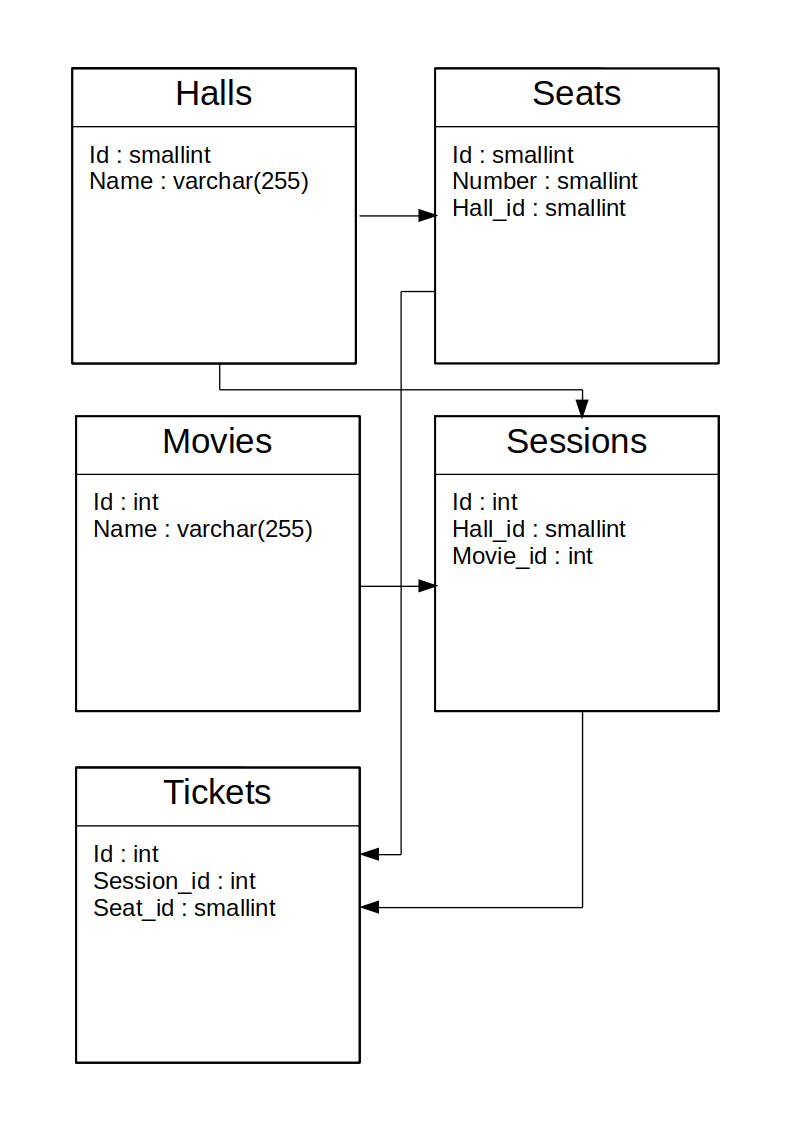 Halls
Id : smallint
Name : varchar(255)
Seats
Id : smallint
Number : smallint
Hall_id : smallint
Movies
Id : int
Name : varchar(255)
Sessions
Id : int
Hall_id : smallint
Movie_id : int
Tickets
Id : int
Session_id : int
Seat_id : smallint